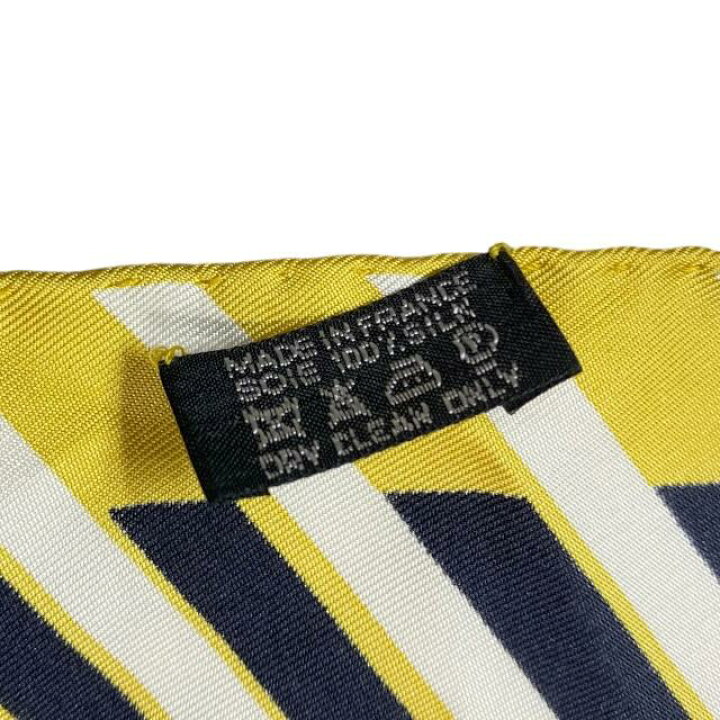 MADE IN FRANCE
SOIE 100% SILK
DRY CLEAN ONLY